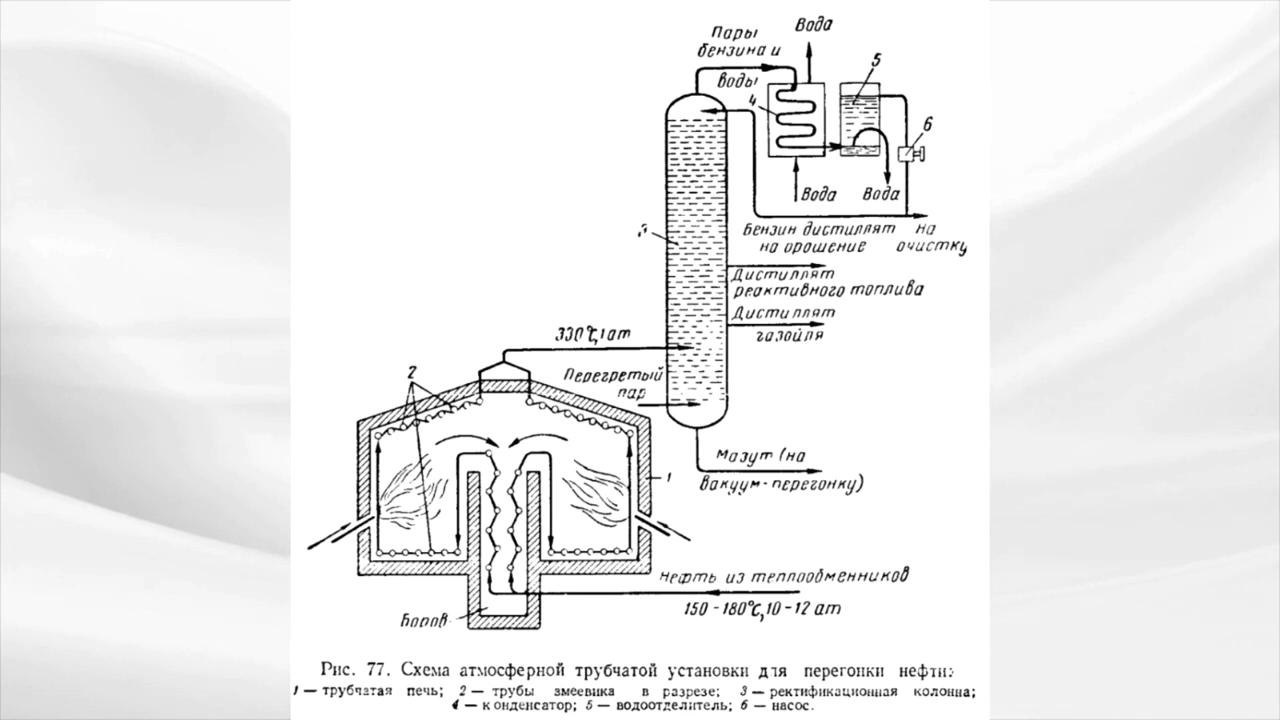 Пары
бензина и
воды
Вода
5
4
6
Вода
Вода
Бензин дистиллят на
на орошение очистку
3
Дистиллят
реактивного топлива
Дистиллят
газойля
330°C, 1 ат
Перегретый
пар
2
Мазут (на
вакуум-перегонку)
1
2
Нефть из теплообменников
150-180°C, 10-12 ат
Боров
Рис. 77. Схема атмосферной трубчатой установки для перегонки нефти:
1 — трубчатая печь; 2 — трубы змеевика в разрезе; 3 — ректификационная колонна;
4 — конденсатор; 5 — водоотделитель; 6 — насос.